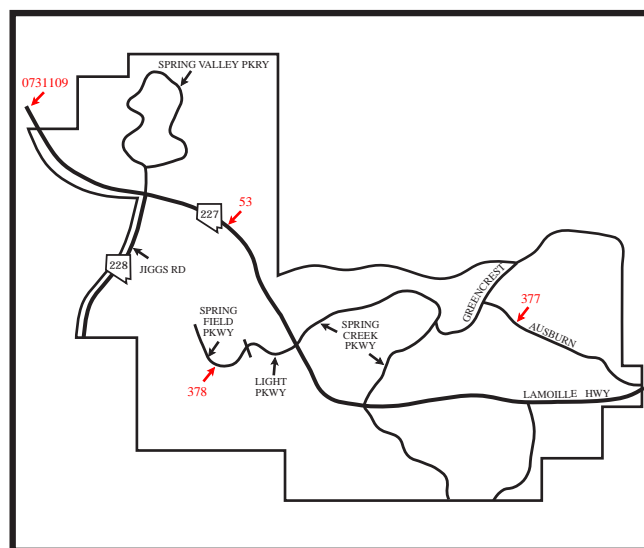 SPRING VALLEY PKRY
0731109
53
227
228
JIGGS RD
SPRING
FIELD
PKWY
378
LIGHT
PKWY
SPRING
CREEK
PKWY
GREENCREST
377
AUSBURN
LAMOILLE HWY